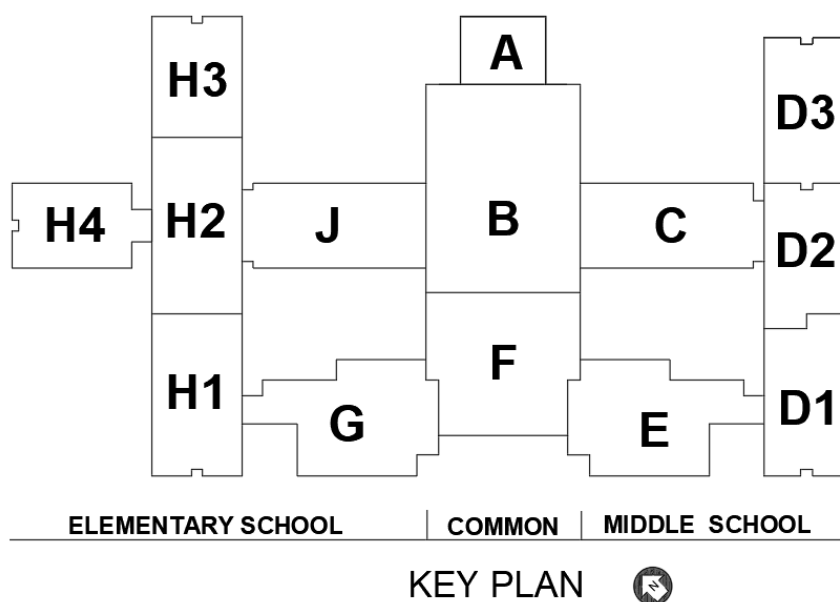 A
H3
D3
H4
H2
J
B
C
D2
F
H1
G
E
D1
ELEMENTARY SCHOOL
COMMON
MIDDLE SCHOOL
KEY PLAN
N